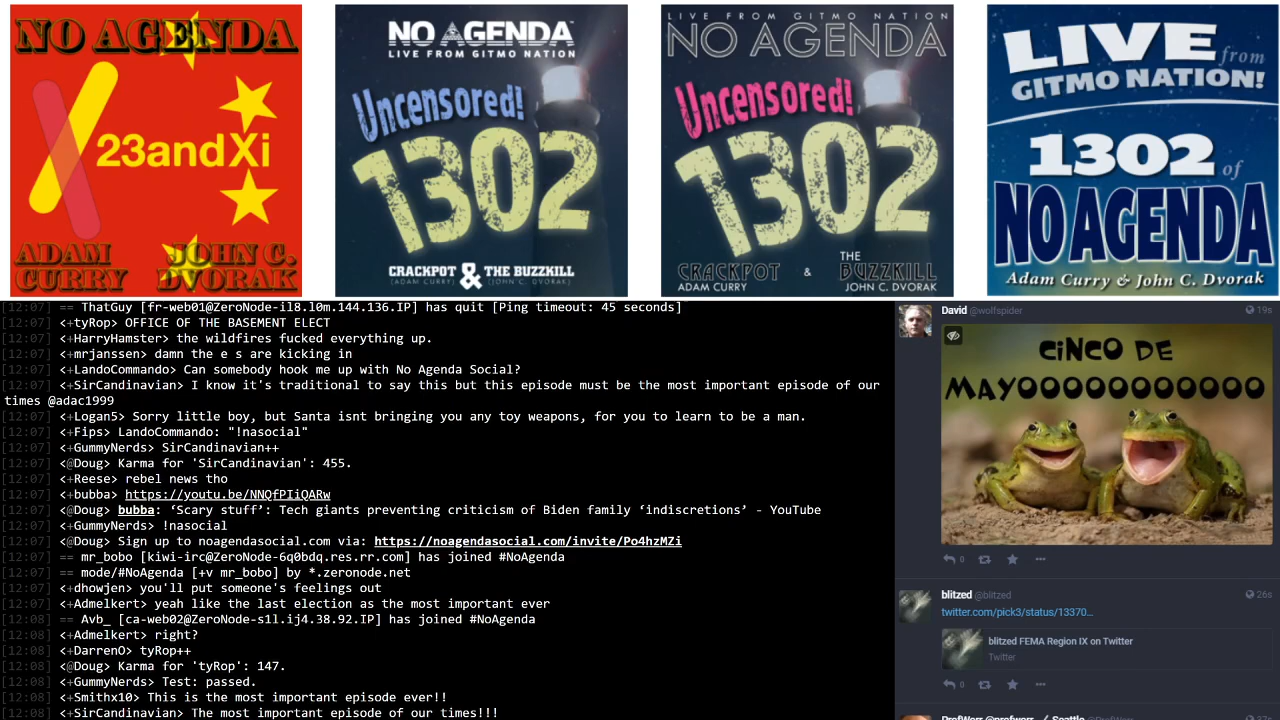 NO AGENDA
23andXi
ADAM CURRY
JOHN C. DVORAK
NO AGENDA
LIVE FROM GITMO NATION
Uncensored!
1302
CRACKPOT & THE BUZZKILL
(ADAM CURRY) (JOHN C. DVORAK)
LIVE FROM GITMO NATION
NO AGENDA
Uncensored!
1302
CRACKPOT & THE BUZZKILL
ADAM CURRY JOHN C. DVORAK
LIVE from
GITMO NATION!
1302 of
NO AGENDA
Adam Curry & John C. Dvorak
[12:07] == ThatGuy [fr-web01@ZeroNode-il8.l0m.144.136.IP] has quit [Ping timeout: 45 seconds]
[12:07] <+tyRop> OFFICE OF THE BASEMENT ELECT
[12:07] <+HarryHamster> the wildfires fucked everything up.
[12:07] <+mrjanssen> damn the e s are kicking in
[12:07] <+LandoCommando> Can somebody hook me up with No Agenda Social?
[12:07] <+SirCandinavian> I know it's traditional to say this but this episode must be the most important episode of our
times @adac1999
[12:07] <+Logan5> Sorry little boy, but Santa isnt bringing you any toy weapons, for you to learn to be a man.
[12:07] <+Fips> LandoCommando: "!nasocial"
[12:07] <+GummyNerds> SirCandinavian++
[12:07] <@Doug> Karma for 'SirCandinavian': 455.
[12:07] <+Reese> rebel news tho
[12:07] <+bubba> https://youtu.be/NNQfPIiQARw
[12:07] <@Doug> bubba: ‘Scary stuff’: Tech giants preventing criticism of Biden family ‘indiscretions’ - YouTube
[12:07] <+GummyNerds> !nasocial
[12:07] <@Doug> Sign up to noagendasocial.com via: https://noagendasocial.com/invite/Po4hzMZi
[12:07] == mr_bobo [kiwi-irc@ZeroNode-6q0bdq.res.rr.com] has joined #NoAgenda
[12:07] == mode/#NoAgenda [+v mr_bobo] by *.zeronode.net
[12:07] <+dhowjen> you'll put someone's feelings out
[12:07] <+Admelkert> yeah like the last election as the most important ever
[12:08] == Avb_ [ca-web02@ZeroNode-s1l.ij4.38.92.IP] has joined #NoAgenda
[12:08] <+Admelkert> right?
[12:08] <+DarrenO> tyRop++
[12:08] <@Doug> Karma for 'tyRop': 147.
[12:08] <+GummyNerds> Test: passed.
[12:08] <+Smithx10> This is the most important episode ever!!
[12:08] <+SirCandinavian> The most important episode of our times!!!
David @wolfspider 19s
CiNCO DE
MAYOOOOOOOOOOO
0
blitzed @blitzed 26s
twitter.com/pick3/status/13370…
blitzed FEMA Region IX on Twitter
Twitter
0